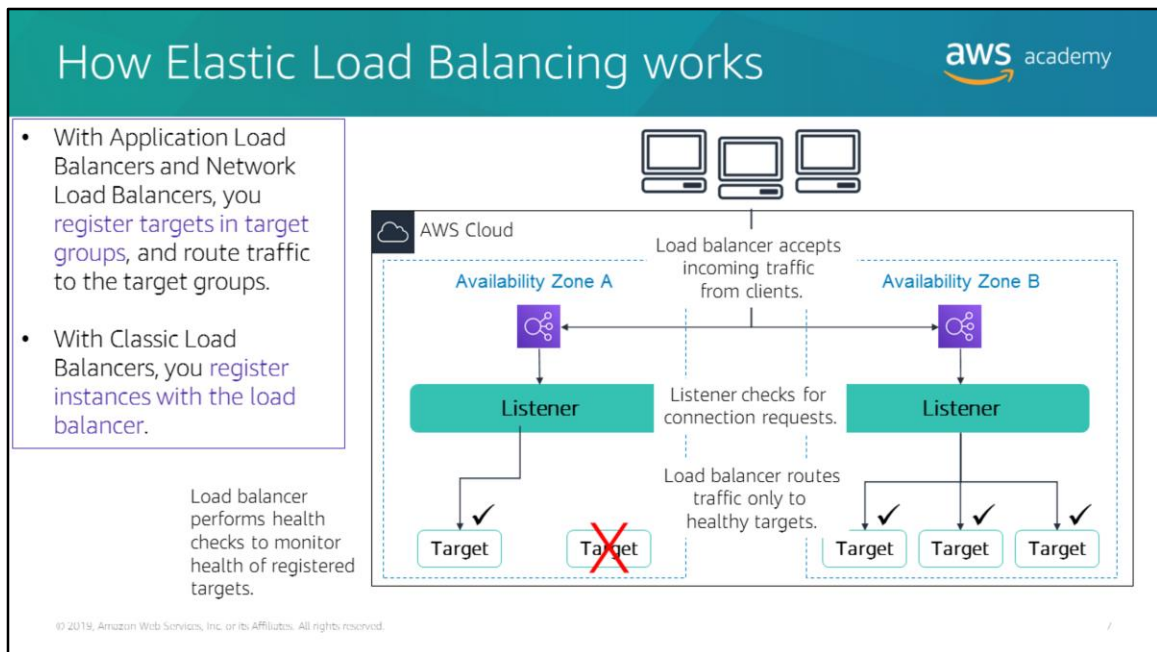 How Elastic Load Balancing works
aws academy
• With Application Load
Balancers and Network
Load Balancers, you
register targets in target
groups, and route traffic
to the target groups.
• With Classic Load
Balancers, you register
instances with the load
balancer.
AWS Cloud
Load balancer accepts
incoming traffic
from clients.
Availability Zone A
Availability Zone B
Listener
Listener checks for
connection requests.
Listener
Load balancer routes
traffic only to
healthy targets.
Load balancer
performs health
checks to monitor
health of registered
targets.
Target
Target
Target
Target
Target
© 2019, Amazon Web Services, Inc. or its Affiliates. All rights reserved.
7